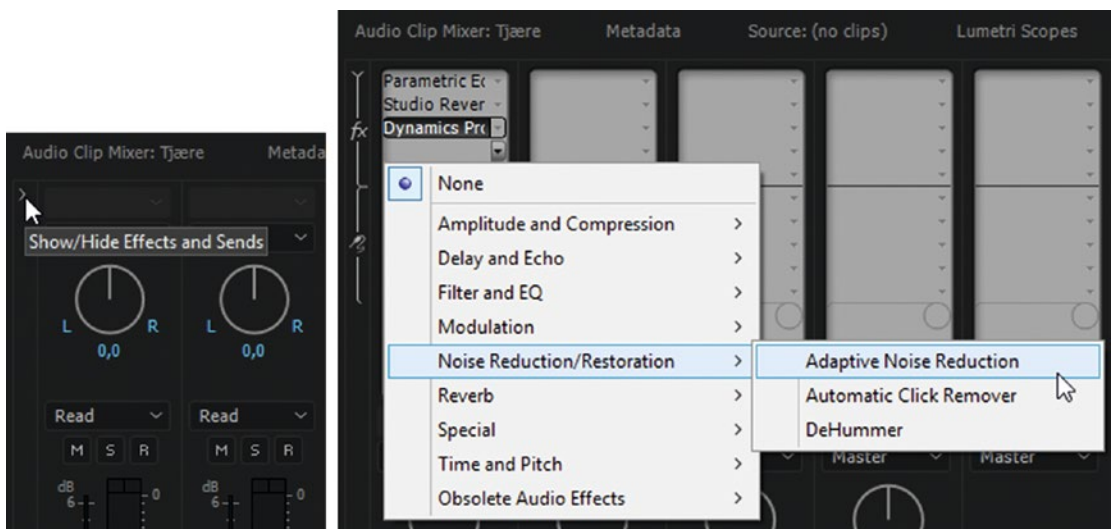 Audio Clip Mixer: Tjære Metada
Show/Hide Effects and Sends
L R L R
0,0 0,0
Read Read
M S R M S R
dB dB
6 0 6 0
Audio Clip Mixer: Tjære Metadata Source: (no clips) Lumetri Scopes
fx
Parametric Ec
Studio Rever
Dynamics Prc
None
Amplitude and Compression
Delay and Echo
Filter and EQ
Modulation
Noise Reduction/Restoration
Reverb
Special
Time and Pitch
Obsolete Audio Effects
Adaptive Noise Reduction
Automatic Click Remover
DeHummer
Master Master